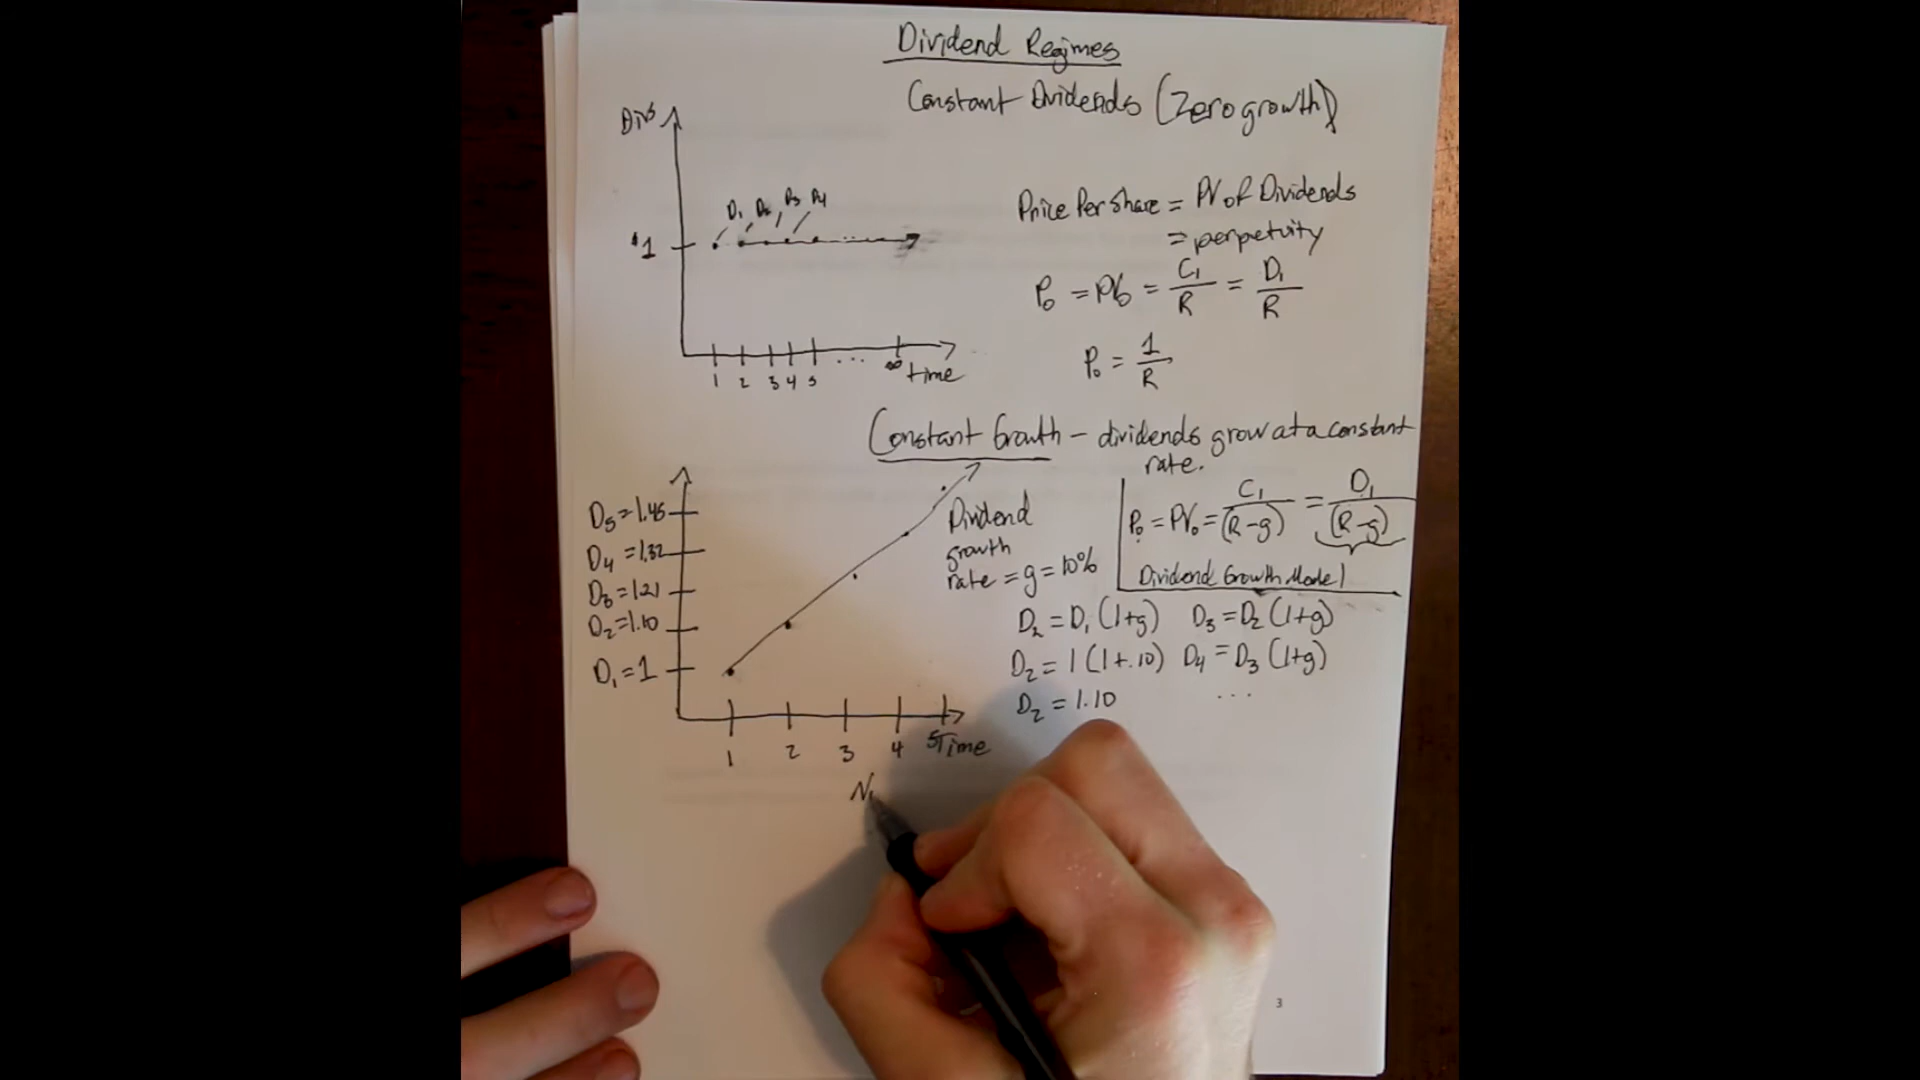 Dividend Regimes
Constant Dividends (Zero growth)
Divs
D₁ D₂ D₃ D₄
$1
1 2 3 4 5 ... ∞ time
Price Per Share = PV of Dividends
= perpetuity
P₀ = PV₀ = C₁/R = D₁/R
P₀ = 1/R
Constant Growth – dividends grow at a constant
rate.
D₅ = 1.46
D₄ = 1.32
D₃ = 1.21
D₂ = 1.10
D₁ = 1
1 2 3 4 5 Time
Dividend
growth
rate = g = 10%
P₀ = PV₀ = C₁/(R-g) = D₁/(R-g)
Dividend Growth Model
D₂ = D₁ (1+g) D₃ = D₂ (1+g)
D₂ = 1 (1+.10) D₄ = D₃ (1+g)
D₂ = 1.10 ...
3